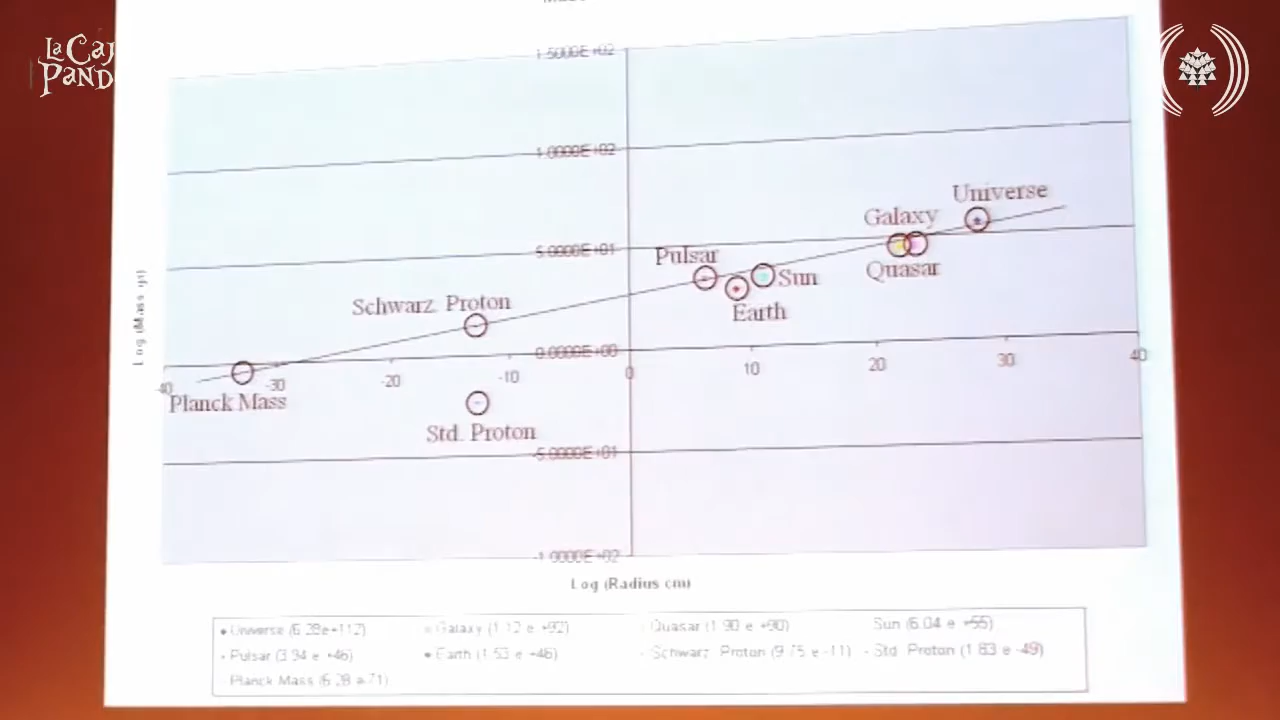 La Caj
PAND
1.5000E+02
1.0000E+02
Universe
Galaxy
5.0000E+01
Pulsar
Quasar
Sun
Schwarz. Proton
Earth
Log (Mass gr)
0.0000E+00
-40 -30 -20 -10 0 10 20 30 40
Planck Mass
Std. Proton
-5.0000E+01
-1.0000E+02
Log (Radius cm)
Universe (6.28e+112) Galaxy (1.12 e +92) Quasar (1.90 e +90) Sun (6.04 e +55)
Pulsar (3.94 e +46) Earth (1.53 e +46) Schwarz. Proton (9.75 e -11) Std. Proton (1.83 e -49)
Planck Mass (6.28 e-71)